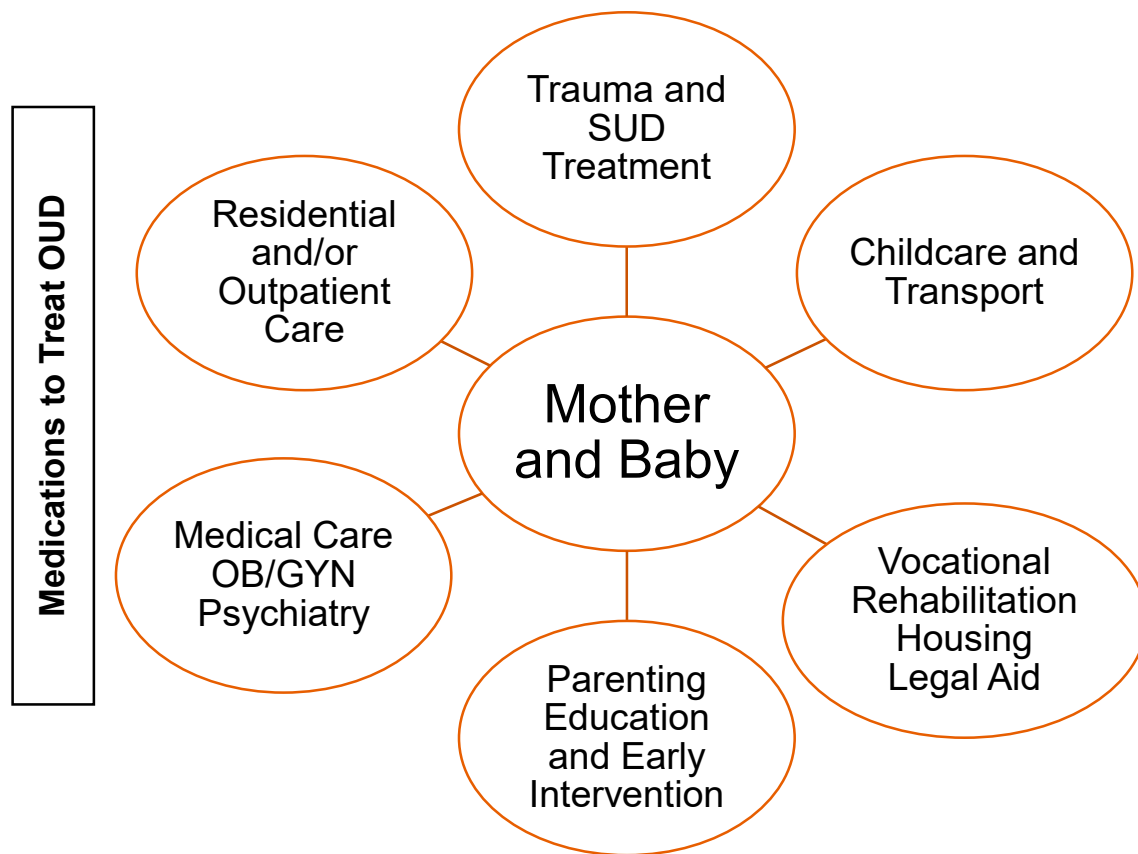 Medications to Treat OUD
Trauma and
SUD
Treatment
Residential
and/or
Outpatient
Care
Childcare and
Transport
Mother
and Baby
Medical Care
OB/GYN
Psychiatry
Vocational
Rehabilitation
Housing
Legal Aid
Parenting
Education
and Early
Intervention